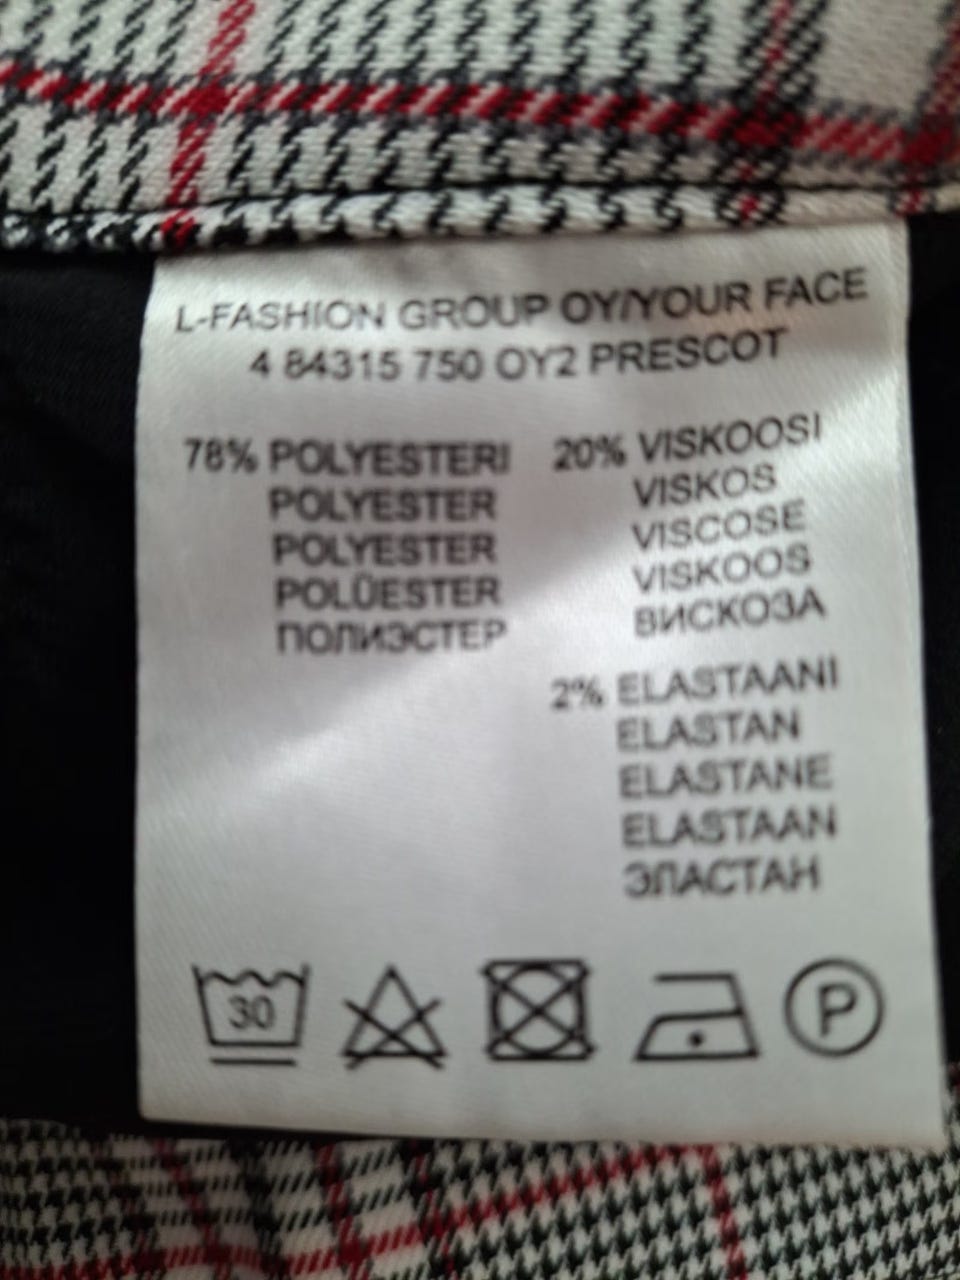 L-FASHION GROUP OY/YOUR FACE
4 84315 750 OY2 PRESCOT
78% POLYESTERI
POLYESTER
POLYESTER
POLÜESTER
ПОЛИЭСТЕР
20% VISKOOSI
VISKOS
VISCOSE
VISKOOS
ВИСКОЗА
2% ELASTAANI
ELASTAN
ELASTANE
ELASTAAN
ЭЛАСТАН
30
P